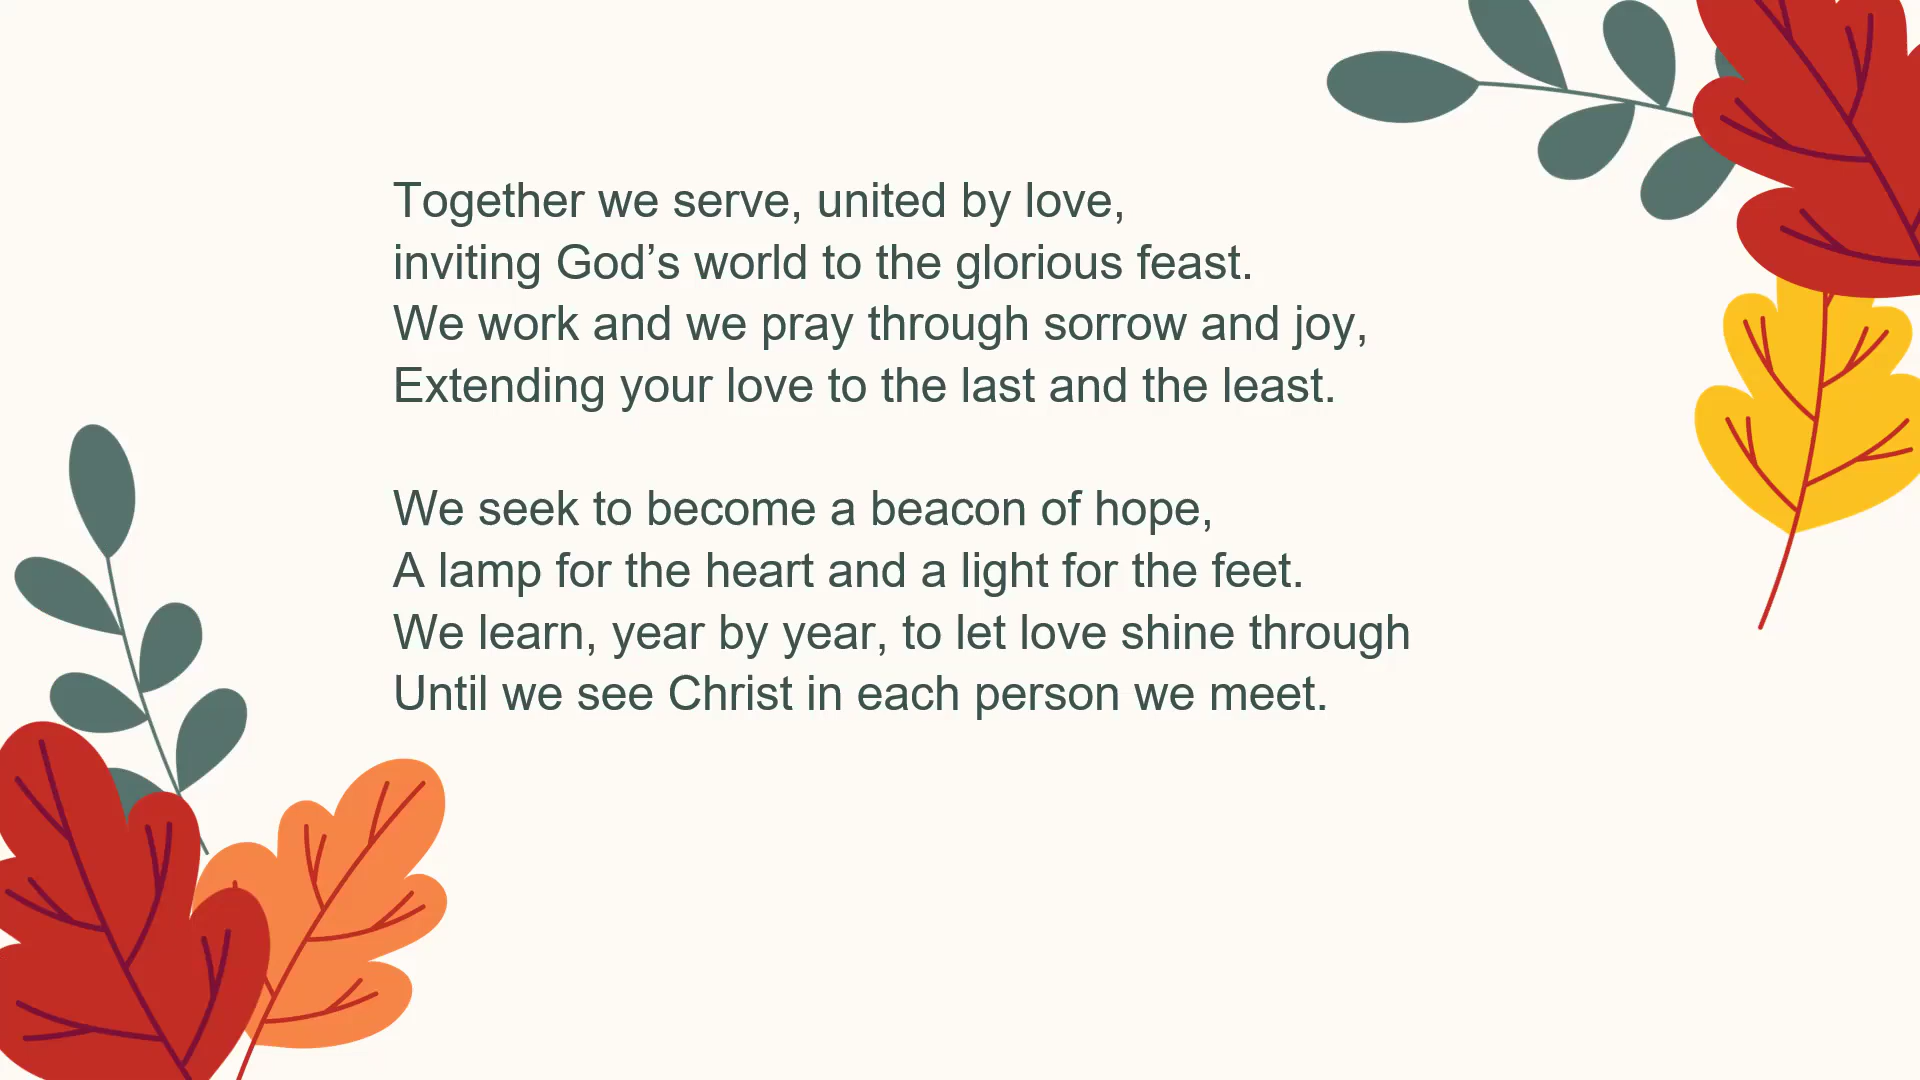 Together we serve, united by love,
inviting God’s world to the glorious feast.
We work and we pray through sorrow and joy,
Extending your love to the last and the least.

We seek to become a beacon of hope,
A lamp for the heart and a light for the feet.
We learn, year by year, to let love shine through
Until we see Christ in each person we meet.